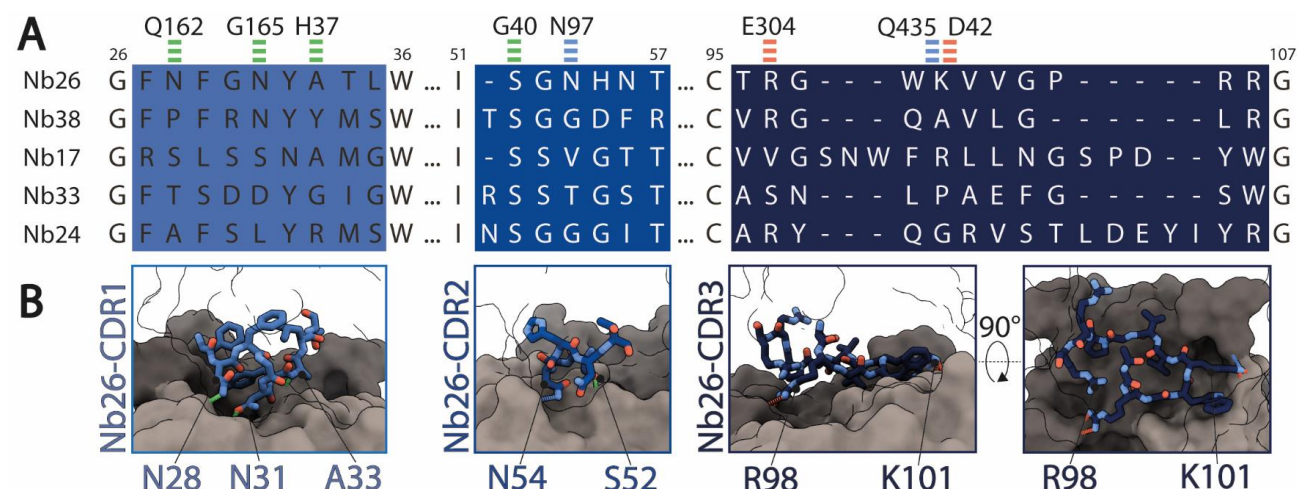 A
Q162 G165 H37 G40 N97 E304 Q435 D42
26 36 51 57 95 107
Nb26 G F N F G N Y A T L W ... I - S G N H N T ... C T R G - - - W K V V G P - - - - - R R G
Nb38 G F P F R N Y Y M S W ... I T S G G D F R ... C V R G - - - Q A V L G - - - - - - L R G
Nb17 G R S L S S N A M G W ... I - S S V G T T ... C V V G S N W F R L L N G S P D - - Y W G
Nb33 G F T S D D Y G I G W ... I R S S T G S T ... C A S N - - - L P A E F G - - - - - S W G
Nb24 G F A F S L Y R M S W ... I N S G G G I T ... C A R Y - - - Q G R V S T L D E Y I Y R G
B
Nb26-CDR1
Nb26-CDR2
Nb26-CDR3
90°
N28 N31 A33 N54 S52 R98 K101 R98 K101